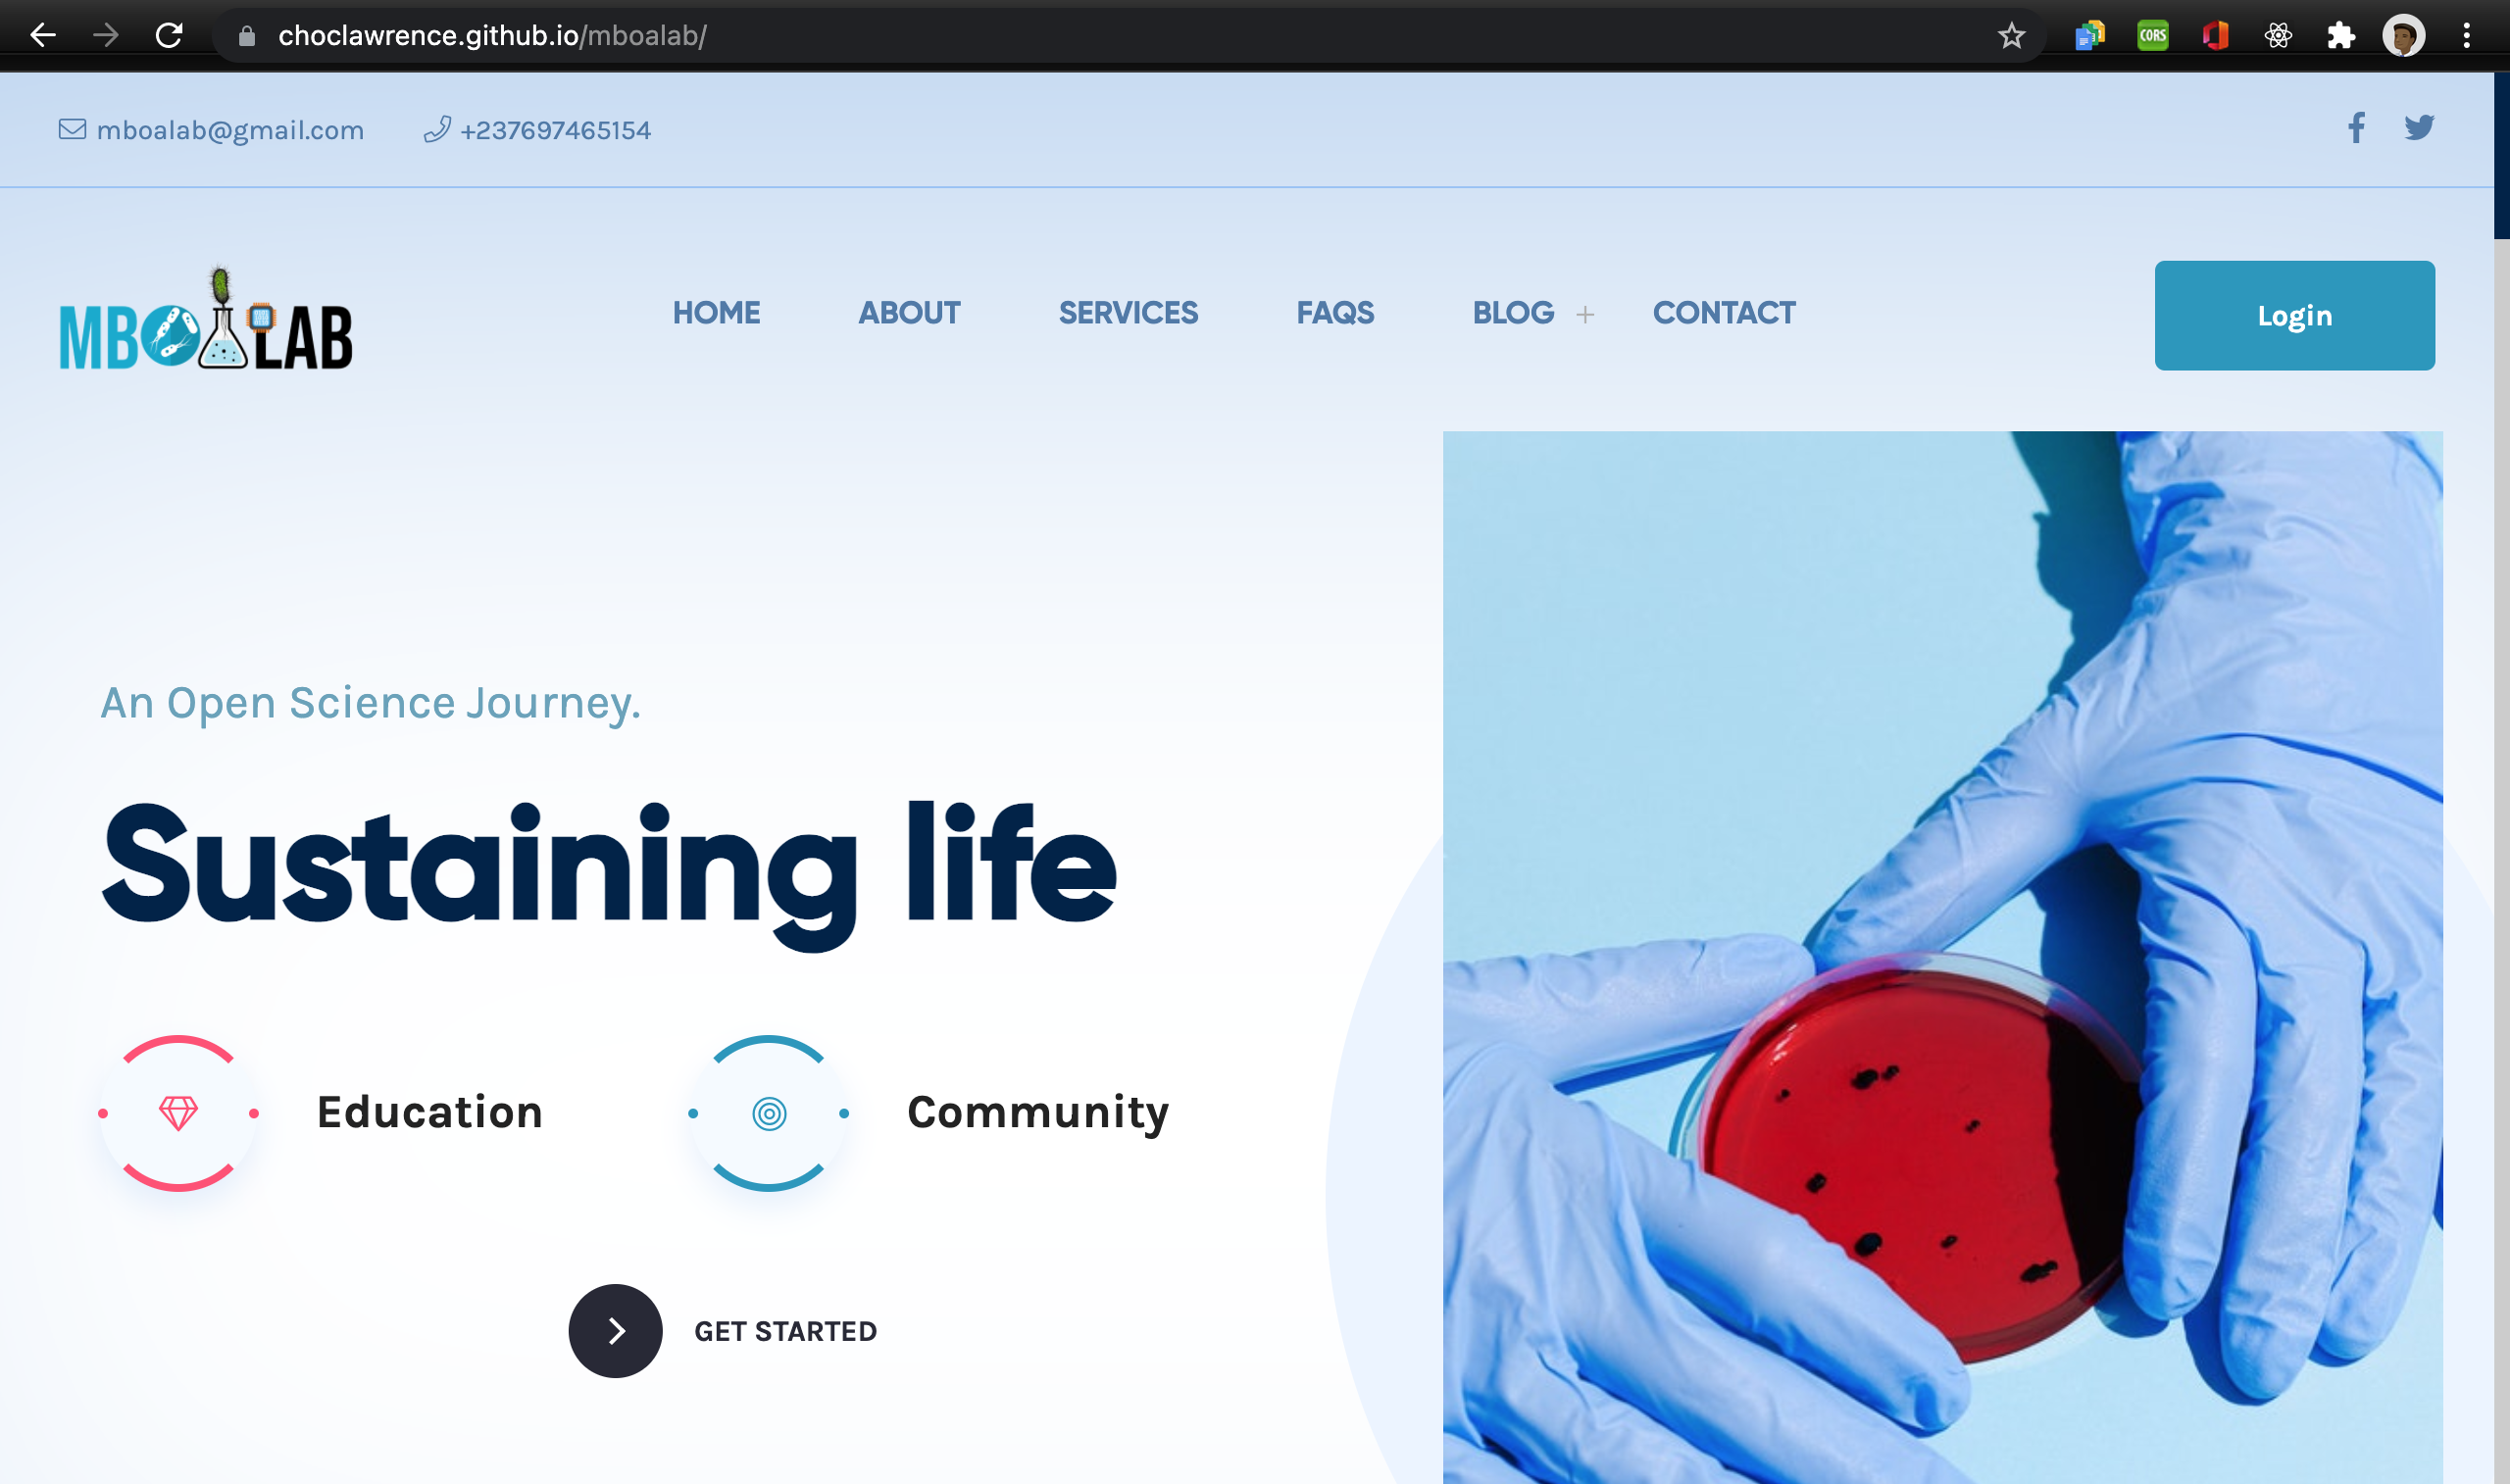 choclawrence.github.io/mboalab/
CORS
mboalab@gmail.com +237697465154
MBOALAB
HOME ABOUT SERVICES FAQS BLOG + CONTACT
Login
An Open Science Journey.
Sustaining life
Education Community
GET STARTED